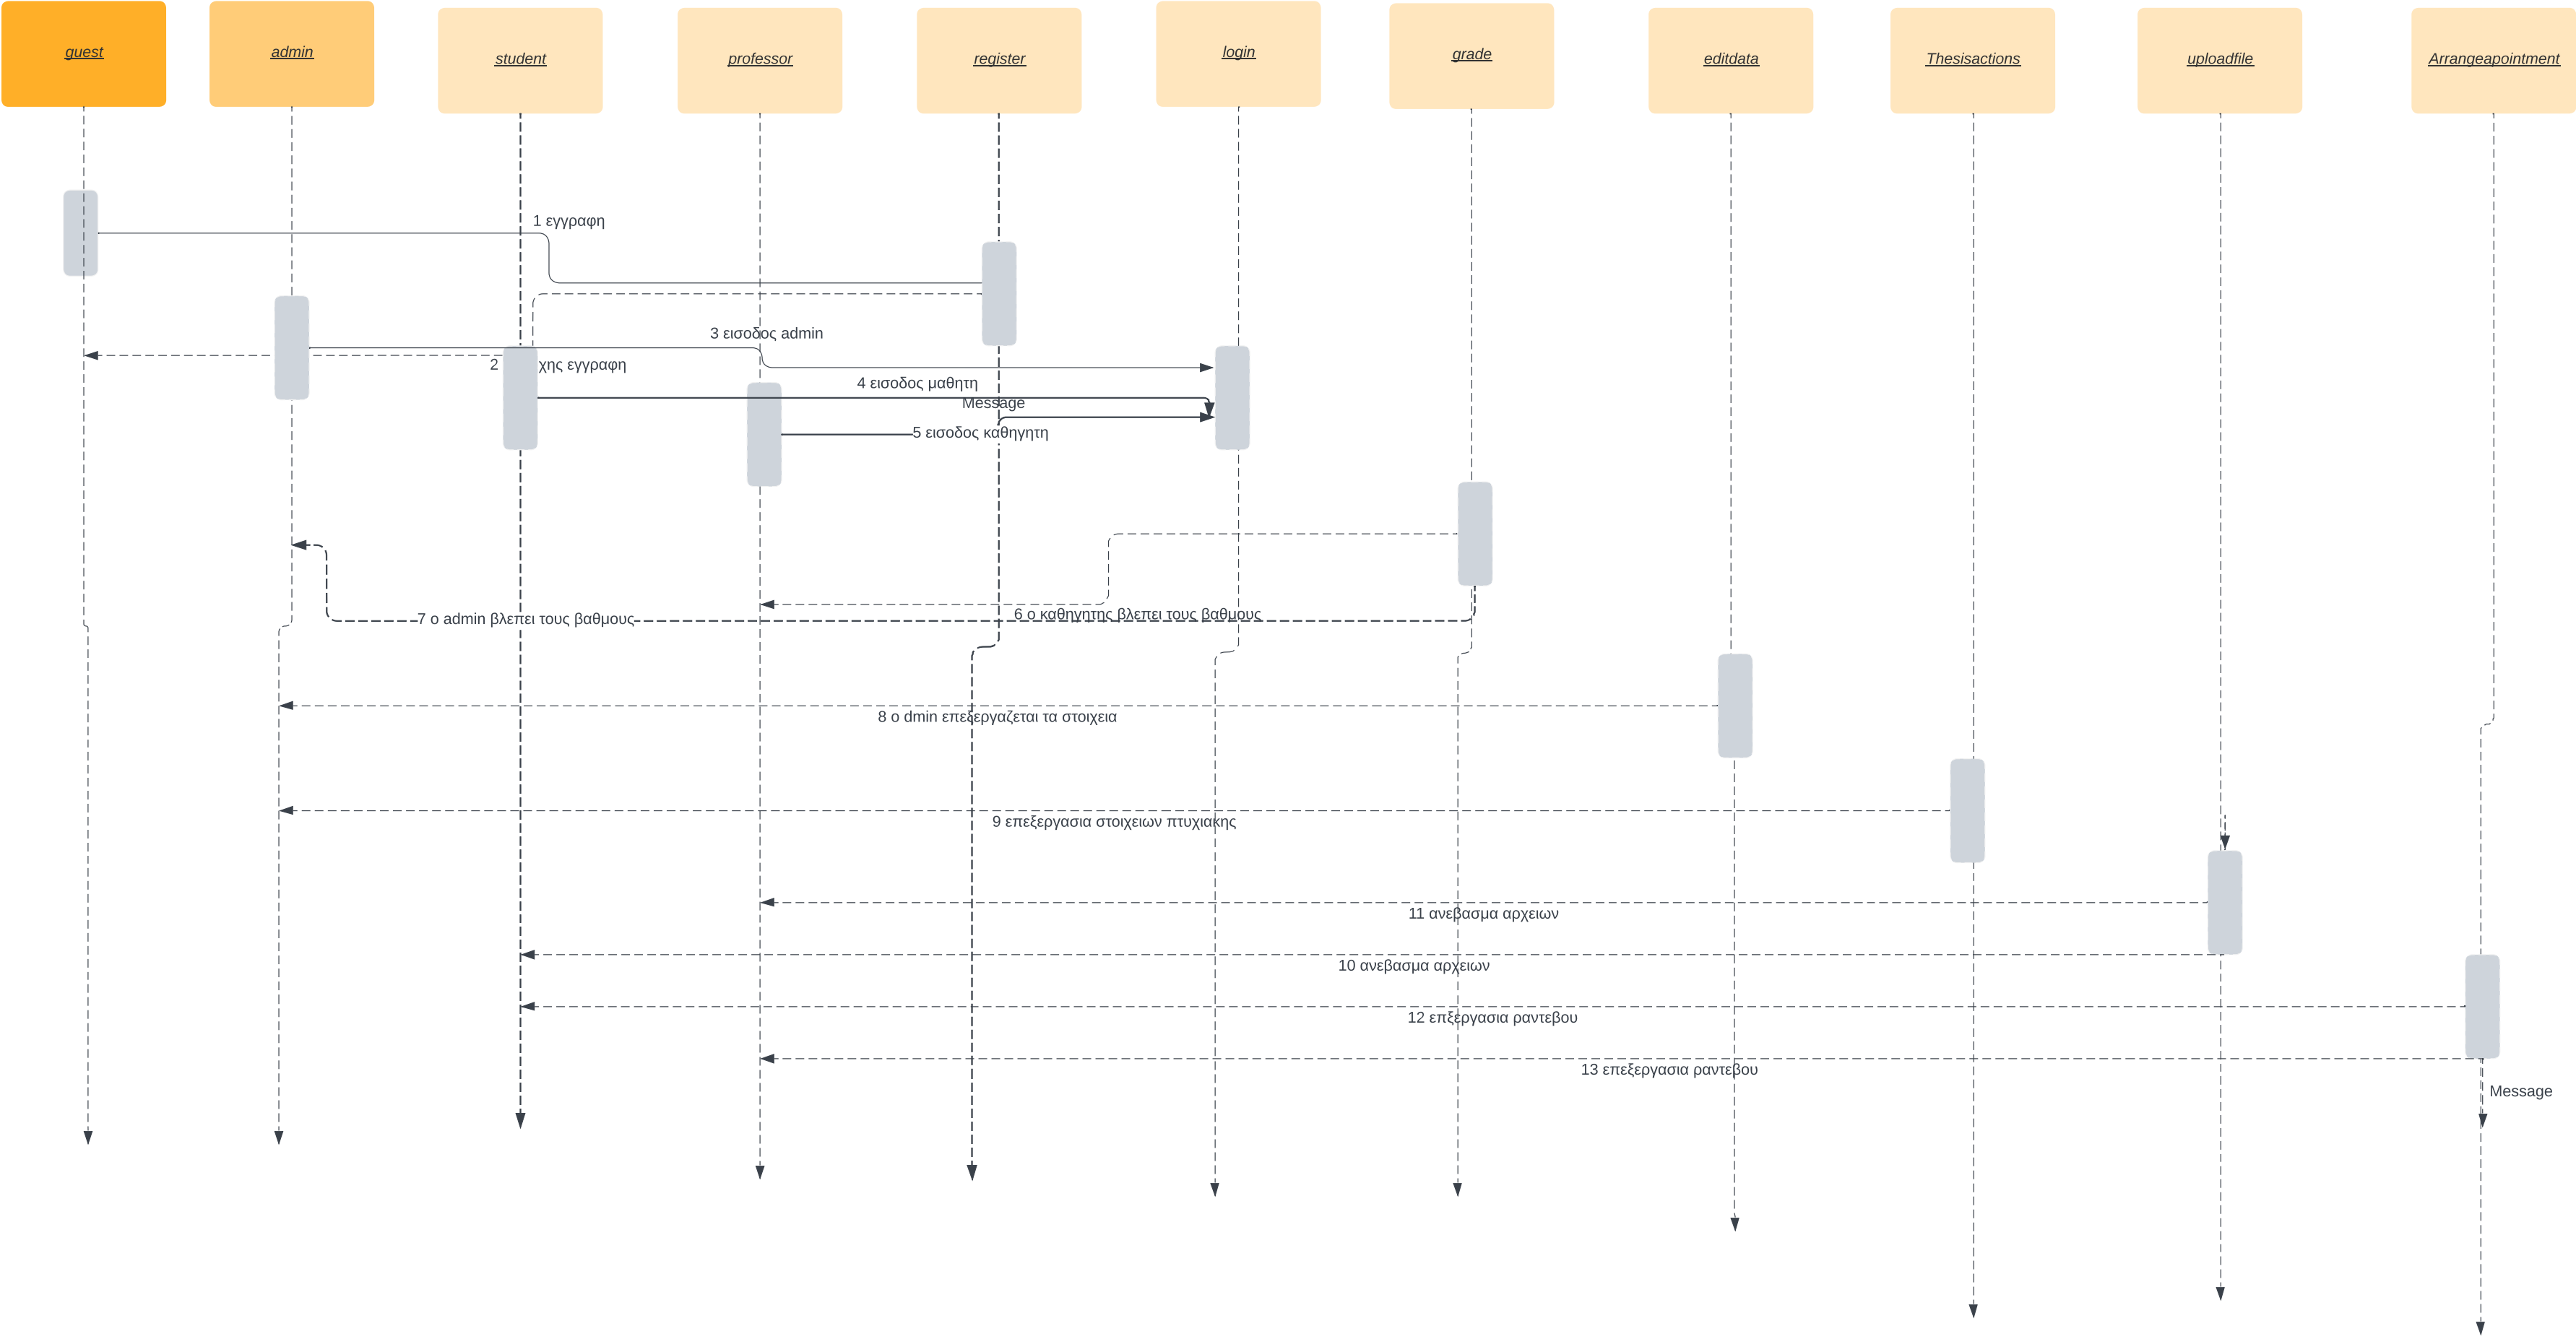 guest
admin
student
professor
register
login
grade
editdata
Thesisactions
uploadfile
Arrangeapointment
1 εγγραφη
3 εισοδος admin
2 χης εγγραφη
4 εισοδος μαθητη
Message
5 εισοδος καθηγητη
6 ο καθηγητης βλεπει τους βαθμους
7 ο admin βλεπει τους βαθμους
8 ο dmin επεξεργαζεται τα στοιχεια
9 επεξεργασια στοιχειων πτυχιακης
11 ανεβασμα αρχειων
10 ανεβασμα αρχειων
12 επξεργασια ραντεβου
13 επεξεργασια ραντεβου
Message